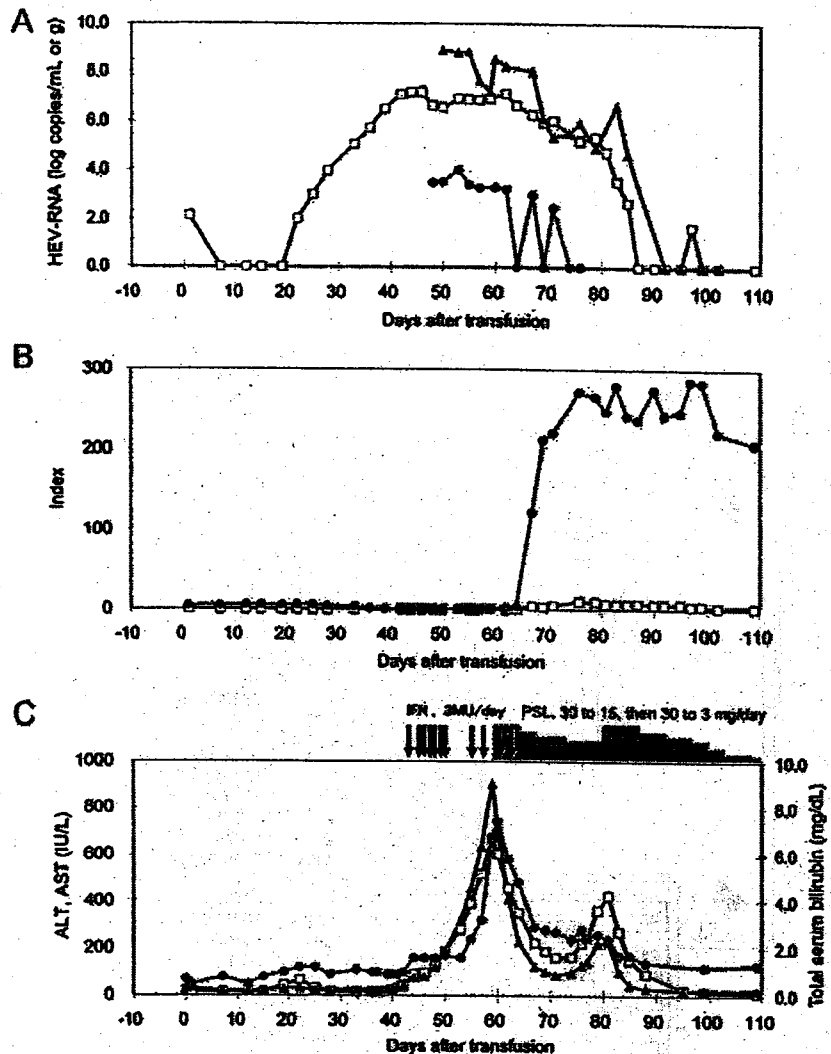 A
10.0
8.0
6.0
4.0
2.0
0.0
HEV-RNA (log copies/mL or g)
-10 0 10 20 30 40 50 60 70 80 90 100 110
Days after transfusion
B
300
200
100
0
Index
-10 0 10 20 30 40 50 60 70 80 90 100 110
Days after transfusion
C
IFN, 3MU/day PSL, 30 to 15, then 30 to 3 mg/day
1000
800
600
400
200
0
ALT, AST (IU/L)
10.0
8.0
6.0
4.0
2.0
0.0
Total serum bilirubin (mg/dL)
-10 0 10 20 30 40 50 60 70 80 90 100 110
Days after transfusion